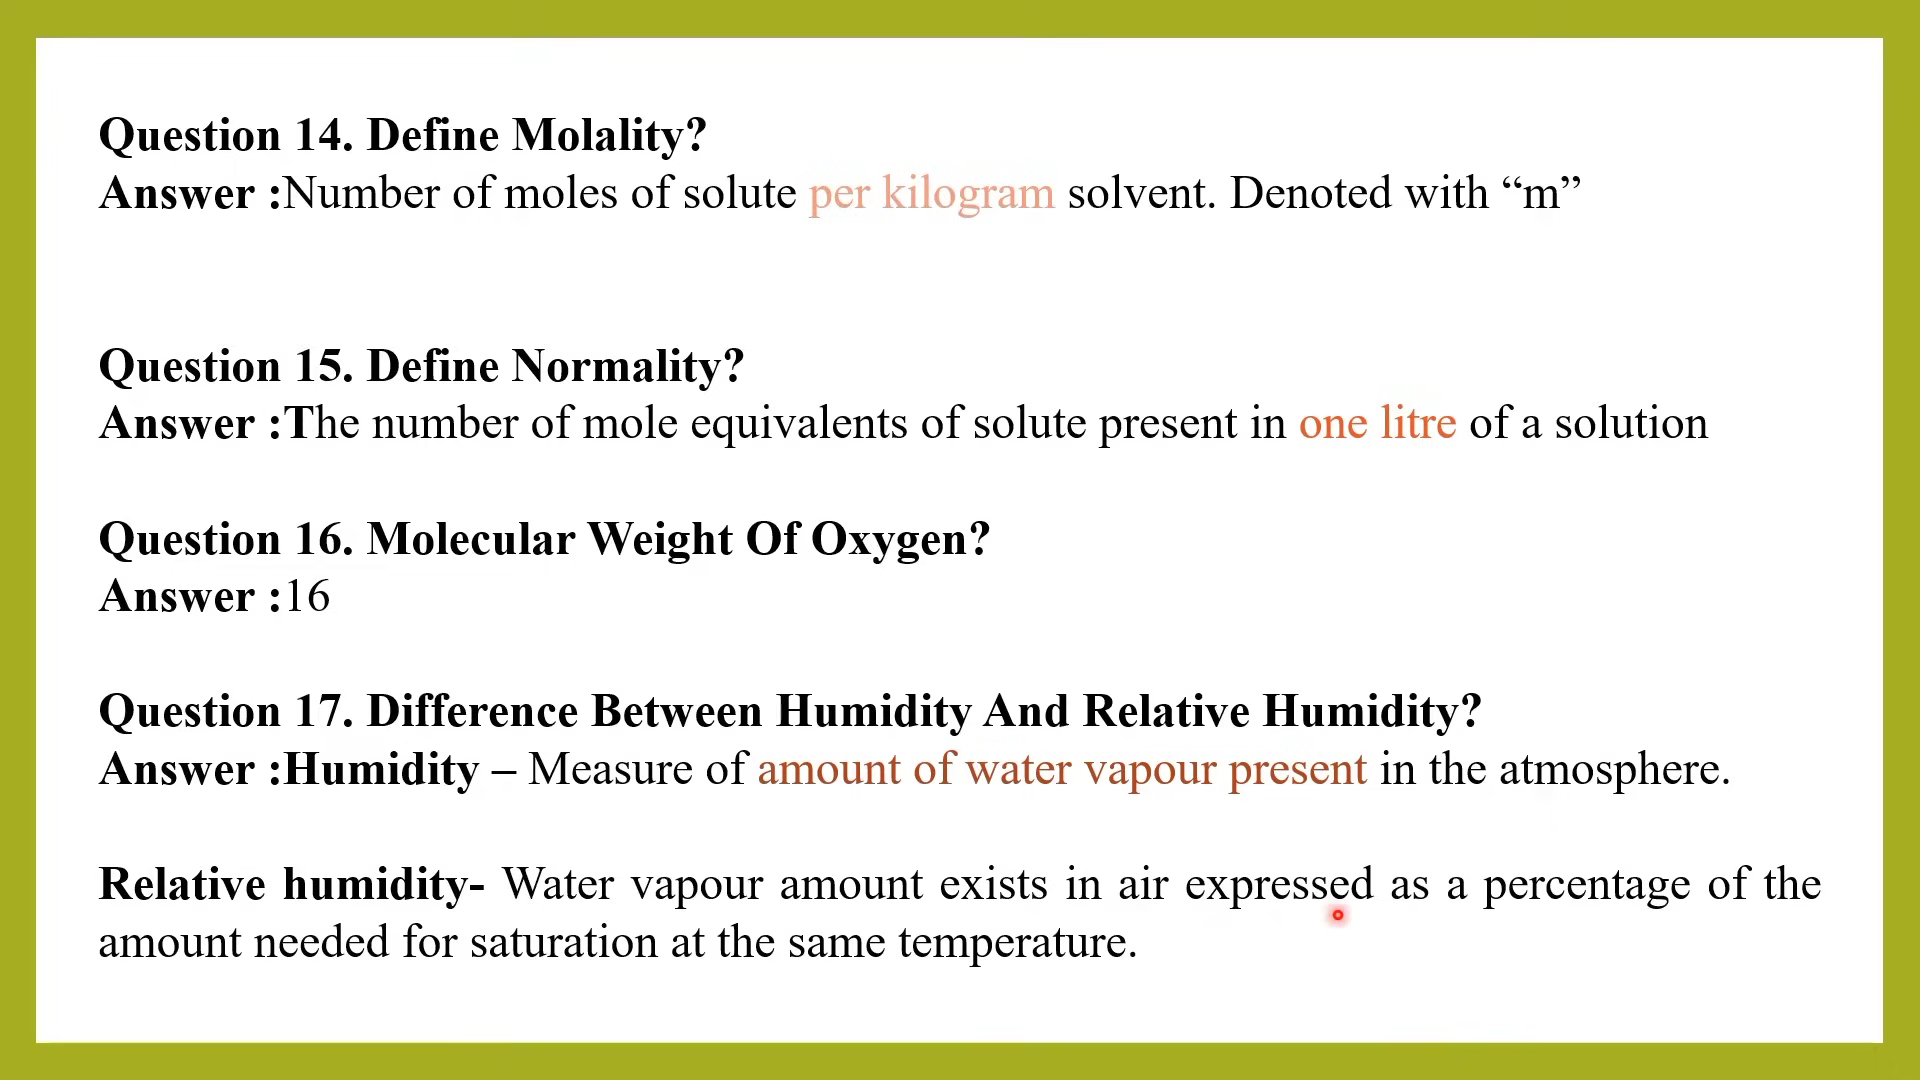 Question 14. Define Molality?
Answer :Number of moles of solute per kilogram solvent. Denoted with “m”
Question 15. Define Normality?
Answer :The number of mole equivalents of solute present in one litre of a solution
Question 16. Molecular Weight Of Oxygen?
Answer :16
Question 17. Difference Between Humidity And Relative Humidity?
Answer :Humidity – Measure of amount of water vapour present in the atmosphere.
Relative humidity- Water vapour amount exists in air expressed as a percentage of the
amount needed for saturation at the same temperature.